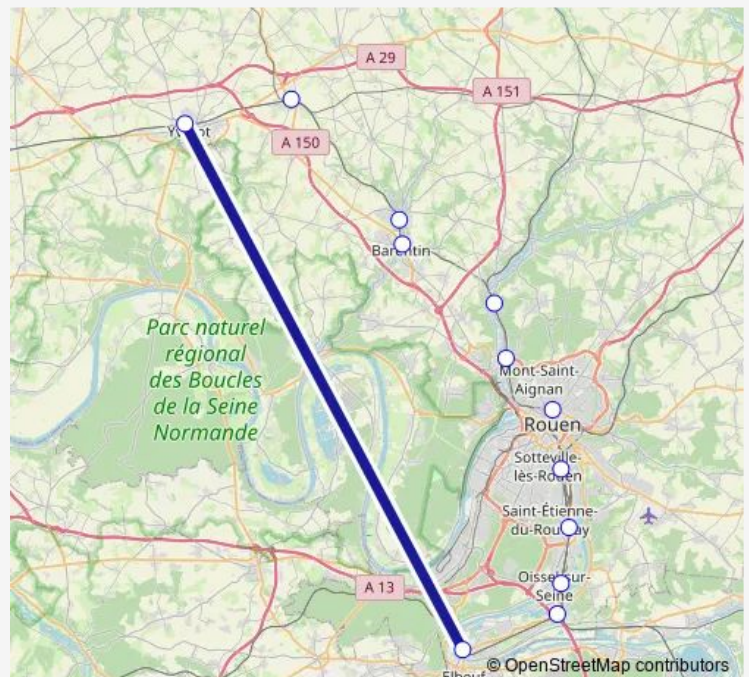 A 29
A 151
A 150
Barentin
Parc naturel
régional
des Boucles
de la Seine
Normande
Mont-Saint-
Aignan
Rouen
Sotteville-
lès-Rouen
Saint-Étienne-
du-Rouvray
A 13
Oissel-sur-
Seine
© OpenStreetMap contributors